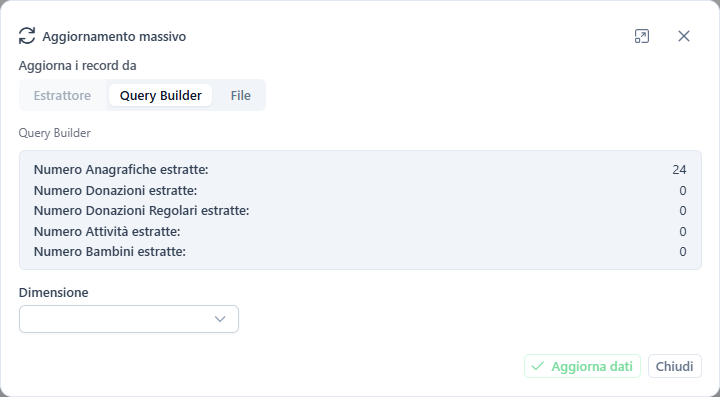 Aggiornamento massivo
Aggiorna i record da
Estrattore Query Builder File
Query Builder
Numero Anagrafiche estratte: 24
Numero Donazioni estratte: 0
Numero Donazioni Regolari estratte: 0
Numero Attività estratte: 0
Numero Bambini estratte: 0
Dimensione
Aggiorna dati Chiudi